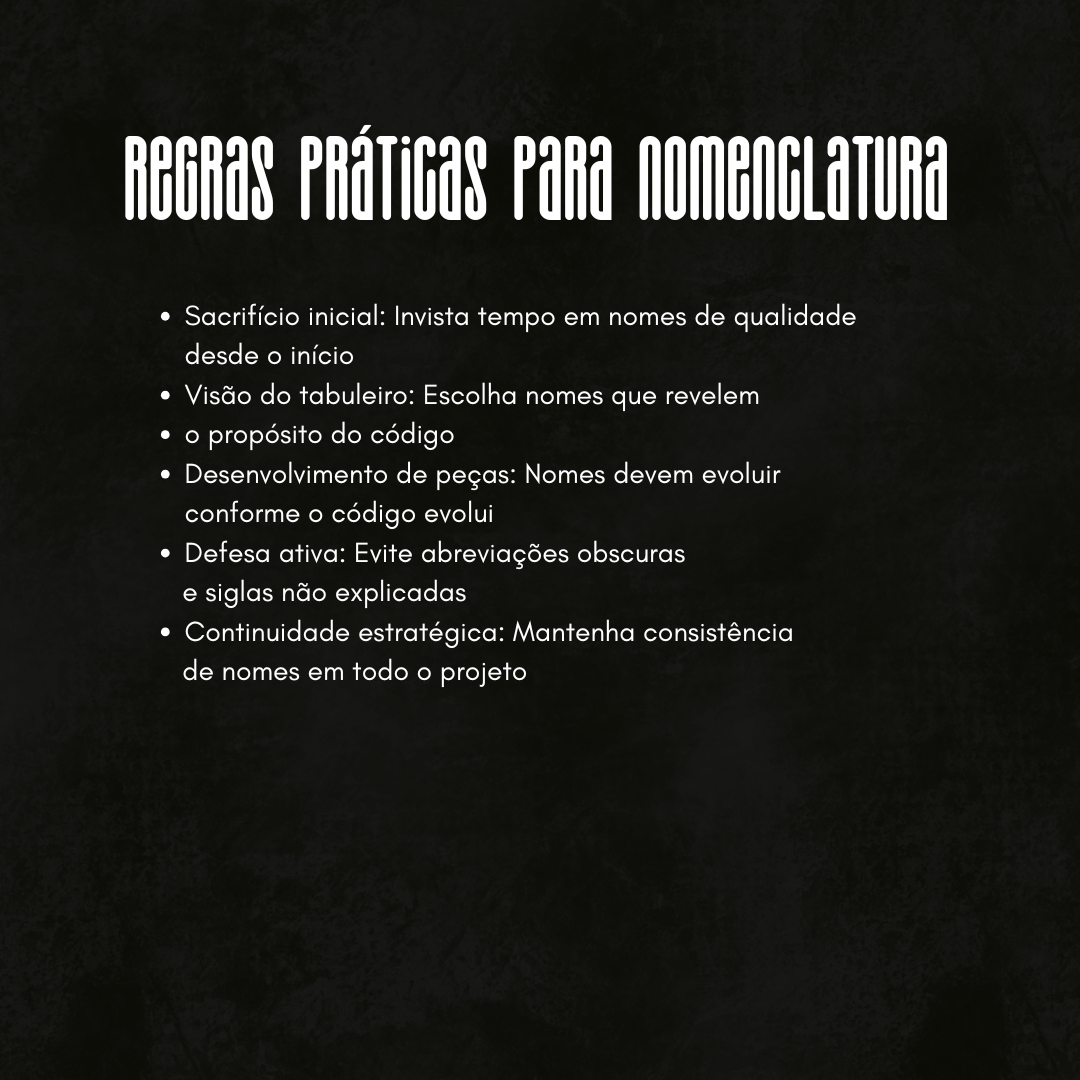 Regras Práticas para nomenclatura
• Sacrifício inicial: Invista tempo em nomes de qualidade
desde o início
• Visão do tabuleiro: Escolha nomes que revelem
• o propósito do código
• Desenvolvimento de peças: Nomes devem evoluir
conforme o código evolui
• Defesa ativa: Evite abreviações obscuras
e siglas não explicadas
• Continuidade estratégica: Mantenha consistência
de nomes em todo o projeto